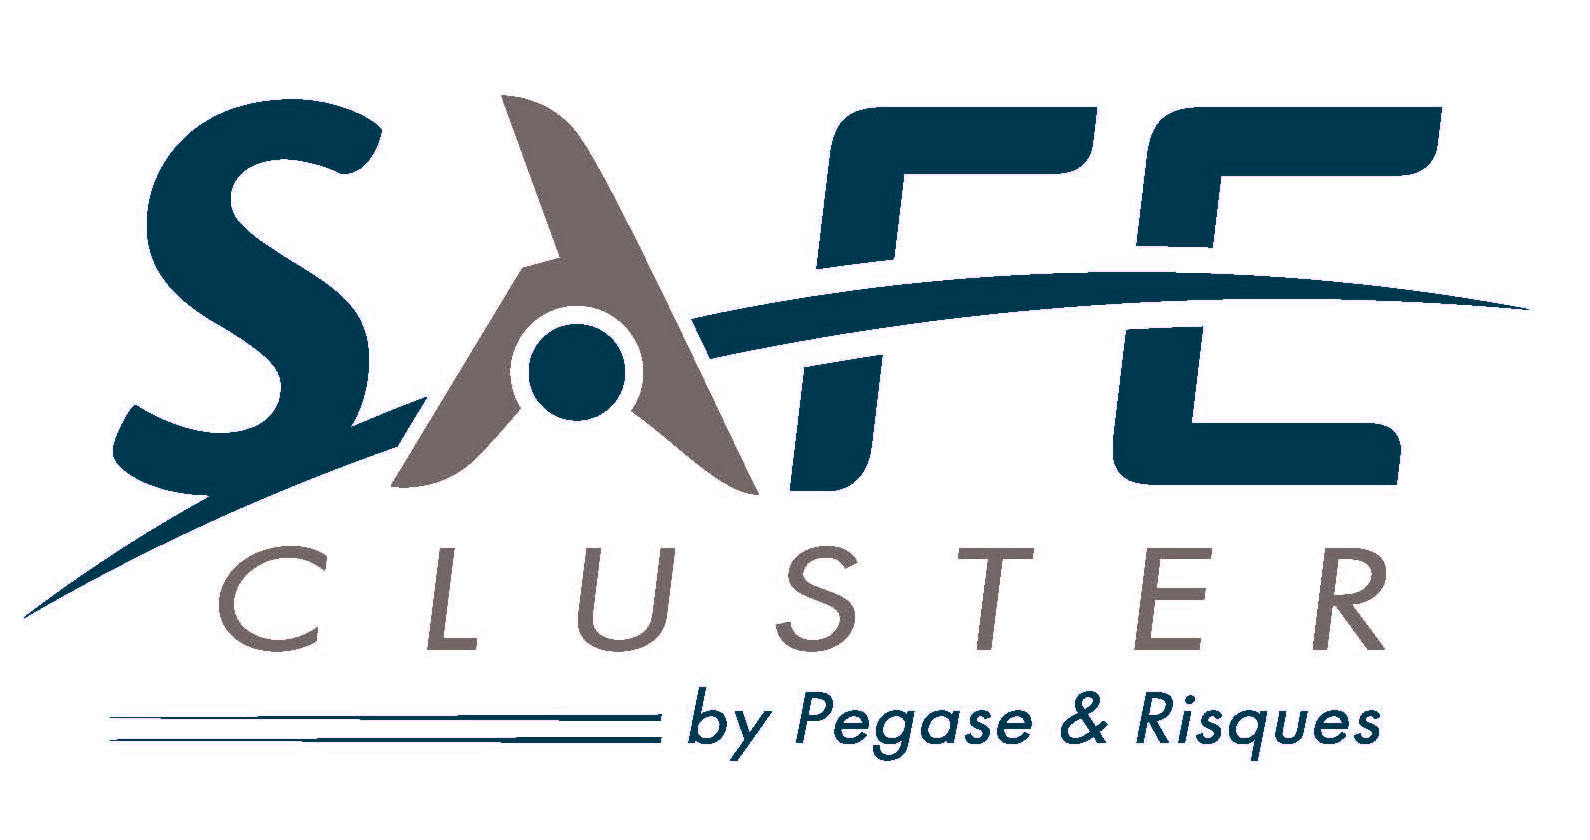 SAFE
CLUSTER
by Pegase & Risques